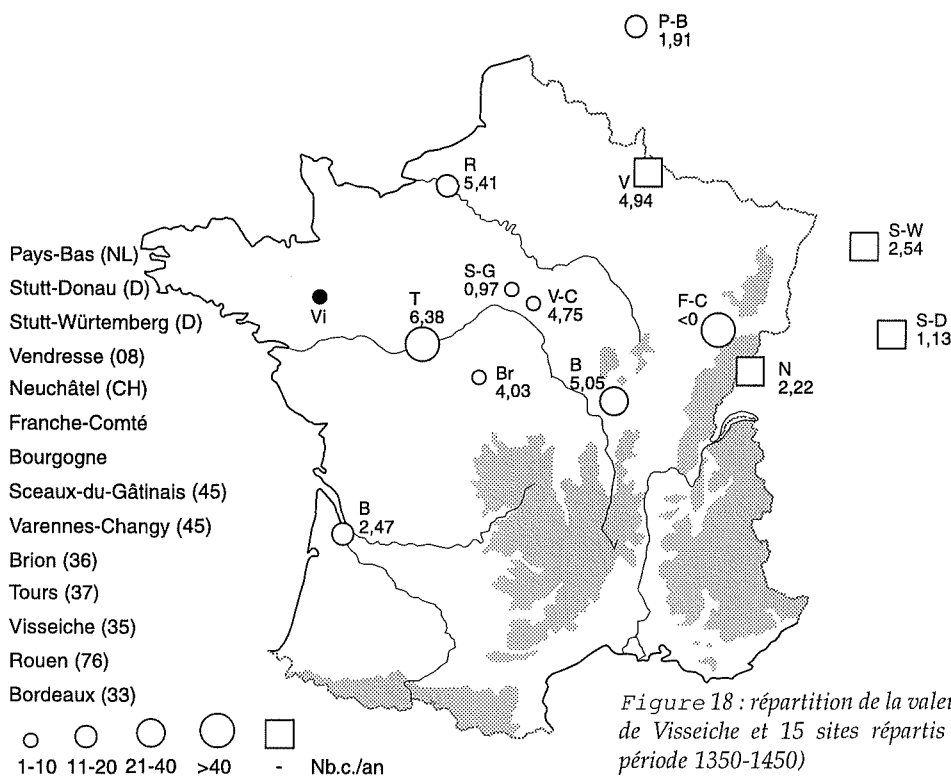 P-B
1,91
R
5,41
V
4,94
S-W
2,54
S-G
0,97
V-C
4,75
F-C
<0
S-D
1,13
Vi
T
6,38
Br
4,03
B
5,05
N
2,22
B
2,47
Pays-Bas (NL)
Stutt-Donau (D)
Stutt-Würtemberg (D)
Vendresse (08)
Neuchâtel (CH)
Franche-Comté
Bourgogne
Sceaux-du-Gâtinais (45)
Varennes-Changy (45)
Brion (36)
Tours (37)
Visseiche (35)
Rouen (76)
Bordeaux (33)
1-10 11-20 21-40 >40 - Nb.c./an
Figure 18 : répartition de la vale
de Visseiche et 15 sites répartis
période 1350-1450)